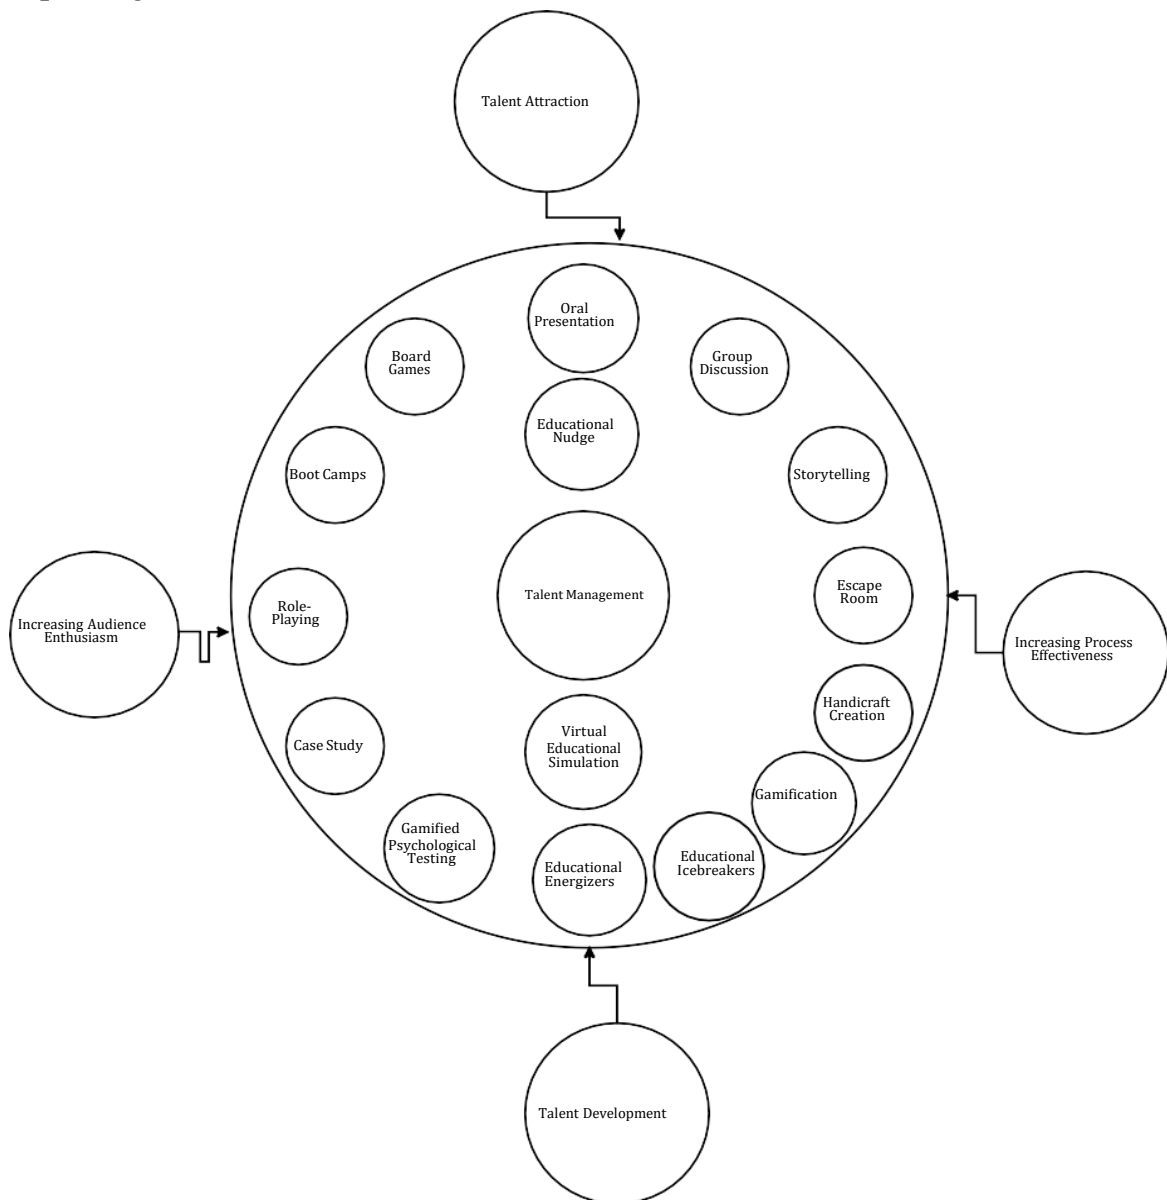 Talent Attraction
Oral
Presentation
Board
Games
Group
Discussion
Educational
Nudge
Boot Camps
Storytelling
Escape
Room
Talent Management
Role-
Playing
Increasing Audience
Enthusiasm
Increasing Process
Effectiveness
Handicraft
Creation
Case Study
Virtual
Educational
Simulation
Gamification
Gamified
Psychological
Testing
Educational
Energizers
Educational
Icebreakers
Talent Development